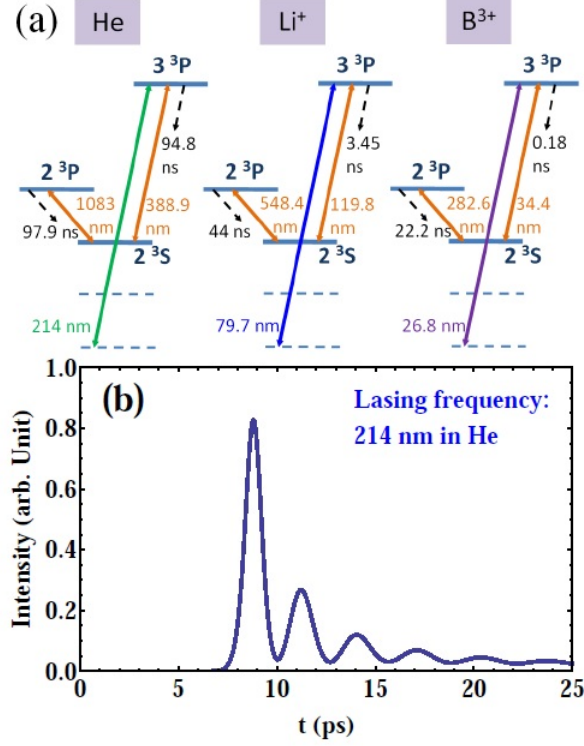 (a)
He
Li⁺
B³⁺
3 ³P
3 ³P
3 ³P
94.8 ns
3.45 ns
0.18 ns
2 ³P
2 ³P
2 ³P
1083 nm
388.9 nm
548.4 nm
119.8 nm
282.6 nm
34.4 nm
97.9 ns
44 ns
22.2 ns
2 ³S
2 ³S
2 ³S
214 nm
79.7 nm
26.8 nm
(b)
Lasing frequency:
214 nm in He
Intensity (arb. Unit)
1.0
0.8
0.6
0.4
0.2
0.0
0
5
10
15
20
25
t (ps)